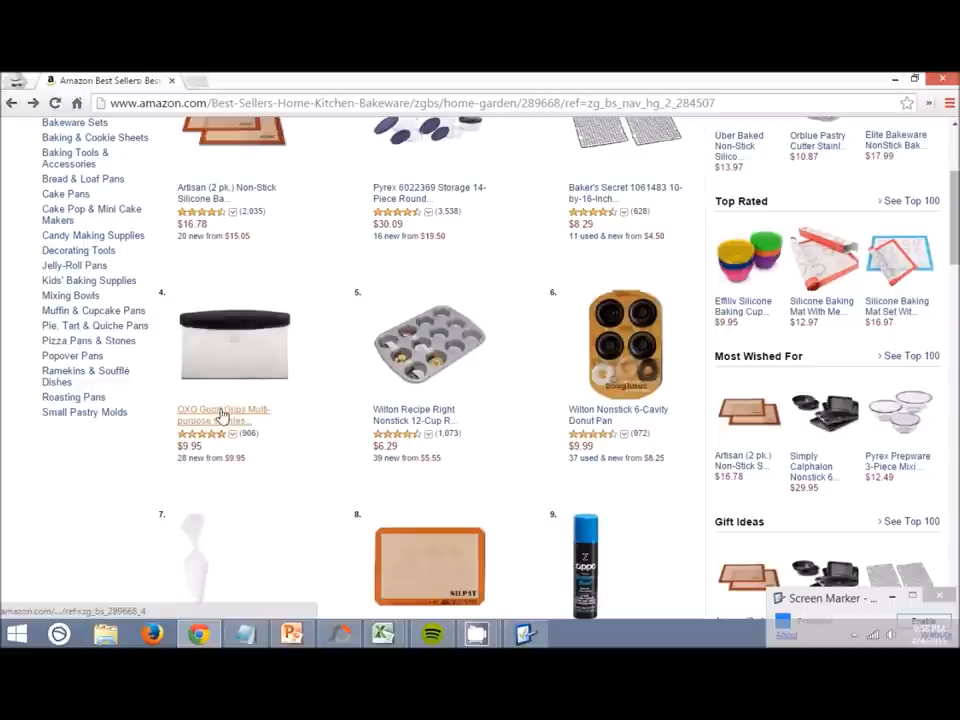 Amazon Best Sellers: Bes
www.amazon.com/Best-Sellers-Home-Kitchen-Bakeware/zgbs/home-garden/289668/ref=zg_bs_nav_hg_2_284507
Bakeware Sets
Baking & Cookie Sheets
Baking Tools &
Accessories
Bread & Loaf Pans
Cake Pans
Cake Pop & Mini Cake
Makers
Candy Making Supplies
Decorating Tools
Jelly-Roll Pans
Kids' Baking Supplies
Mixing Bowls
Muffin & Cupcake Pans
Pie, Tart & Quiche Pans
Pizza Pans & Stones
Popover Pans
Ramekins & Soufflé
Dishes
Roasting Pans
Small Pastry Molds
Artisan (2 pk.) Non-Stick
Silicone Ba...
(2,035)
$16.78
20 new from $15.05
Pyrex 6022369 Storage 14-
Piece Round...
(3,538)
$30.09
16 new from $19.50
Baker's Secret 1061483 10-
by-16-Inch...
(628)
$8.29
11 used & new from $4.50
4.
OXO Good Grips Multi-
purpose
(906)
$9.95
28 new from $9.95
5.
Wilton Recipe Right
Nonstick 12-Cup R...
(1,073)
$6.29
39 new from $5.55
6.
Doughnut
Wilton Nonstick 6-Cavity
Donut Pan
(972)
$9.99
37 used & new from $8.25
7.
8.
SILPAT
9.
ZIPPO
Uber Baked
Non-Stick
Silico...
$13.97
Orblue Pastry
Cutter Stainl...
$10.87
Elite Bakeware
NonStick Bak...
$17.99
Top Rated
› See Top 100
Effiliv Silicone
Baking Cup...
$9.95
Silicone Baking
Mat With Me...
$12.97
Silicone Baking
Mat Set Wit...
$16.97
Most Wished For
› See Top 100
Artisan (2 pk.)
Non-Stick S...
$16.78
Simply
Calphalon
Nonstick 6...
$29.95
Pyrex Prepware
3-Piece Mixi...
$12.49
Gift Ideas
› See Top 100
amazon.com/.../ref=zg_bs_289668_4
Screen Marker - ...
About